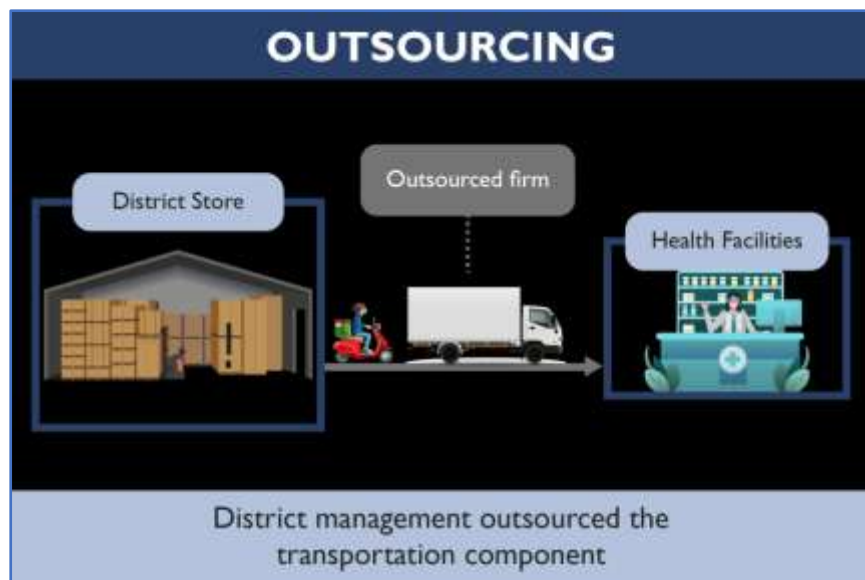 OUTSOURCING
Outsourced firm
District Store
Health Facilities
District management outsourced the
transportation component